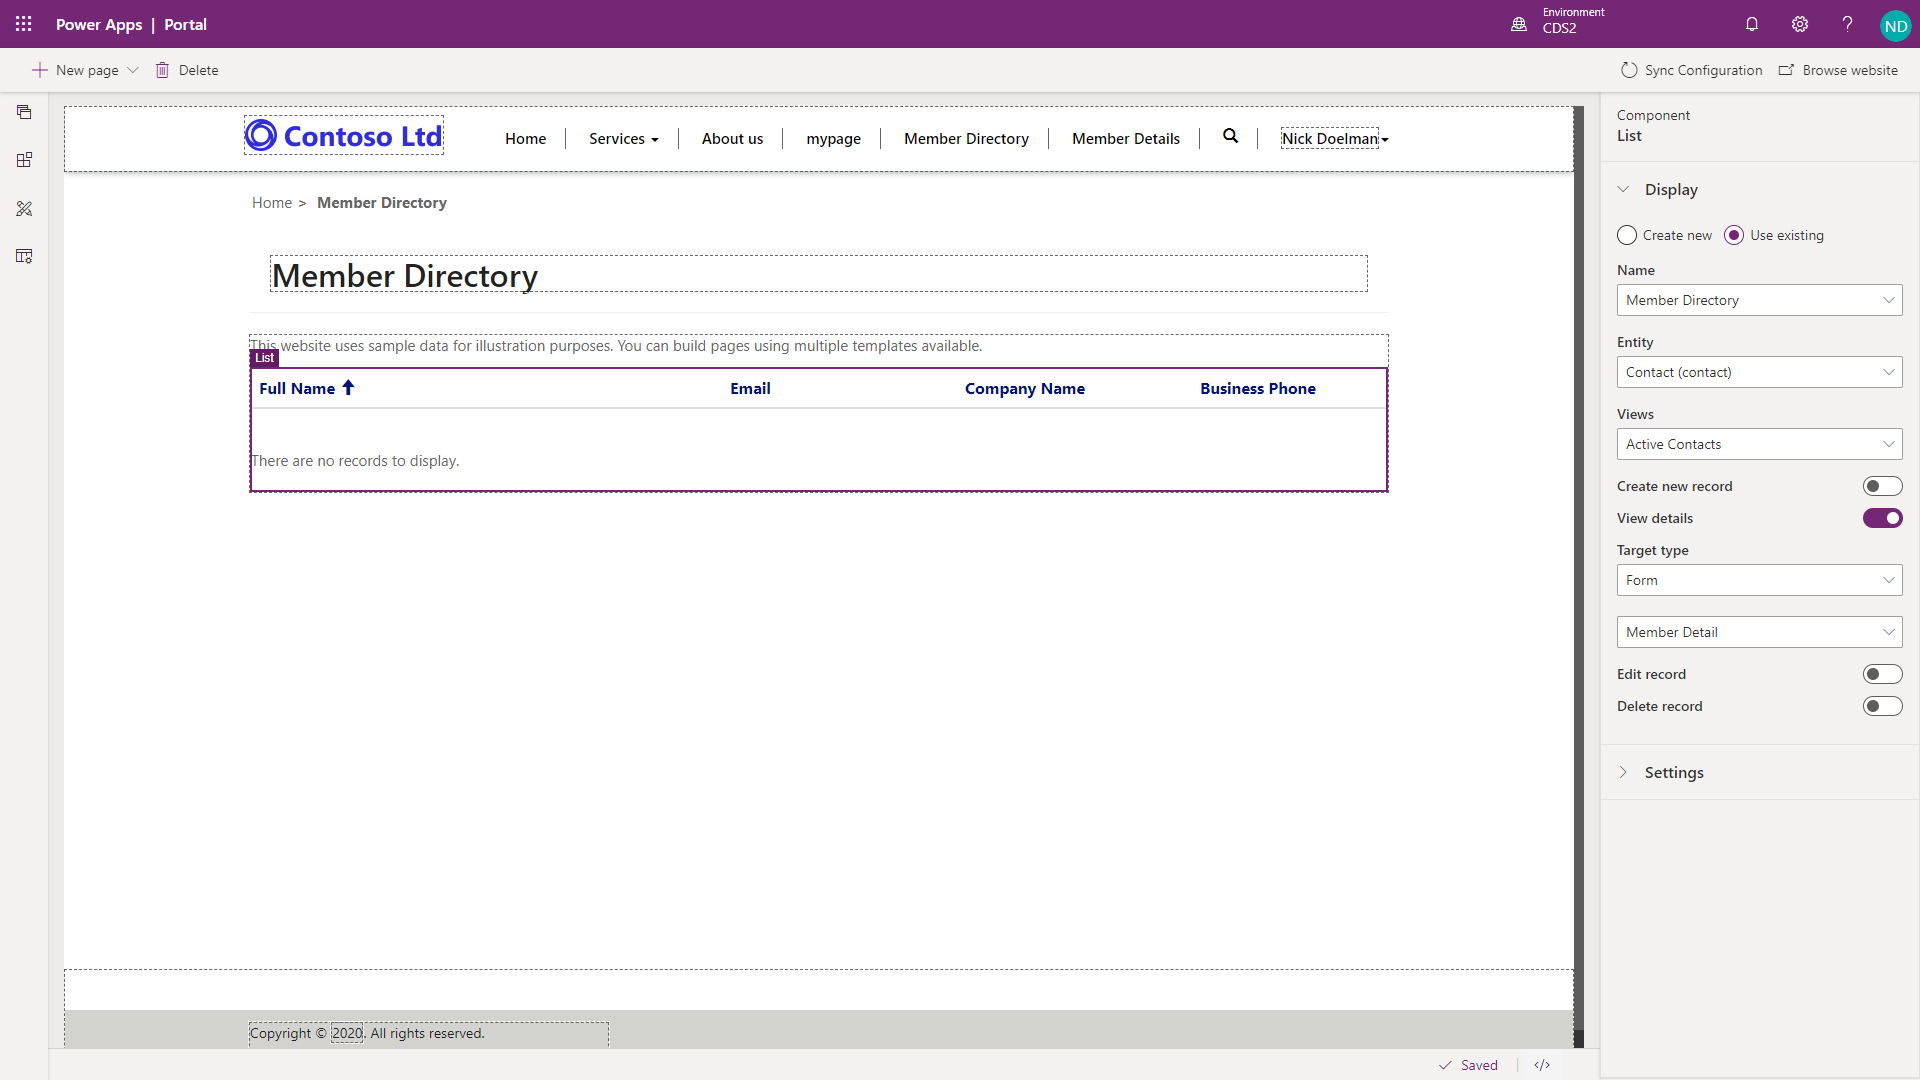 Power Apps | Portal
Environment
CDS2
ND
New page
Delete
Sync Configuration
Browse website
Contoso Ltd
Home
Services
About us
mypage
Member Directory
Member Details
Nick Doelman
Home > Member Directory
Member Directory
This website uses sample data for illustration purposes. You can build pages using multiple templates available.
List
Full Name
Email
Company Name
Business Phone
There are no records to display.
Copyright © 2020. All rights reserved.
Saved
</>
Component
List
Display
Create new
Use existing
Name
Member Directory
Entity
Contact (contact)
Views
Active Contacts
Create new record
View details
Target type
Form
Member Detail
Edit record
Delete record
Settings